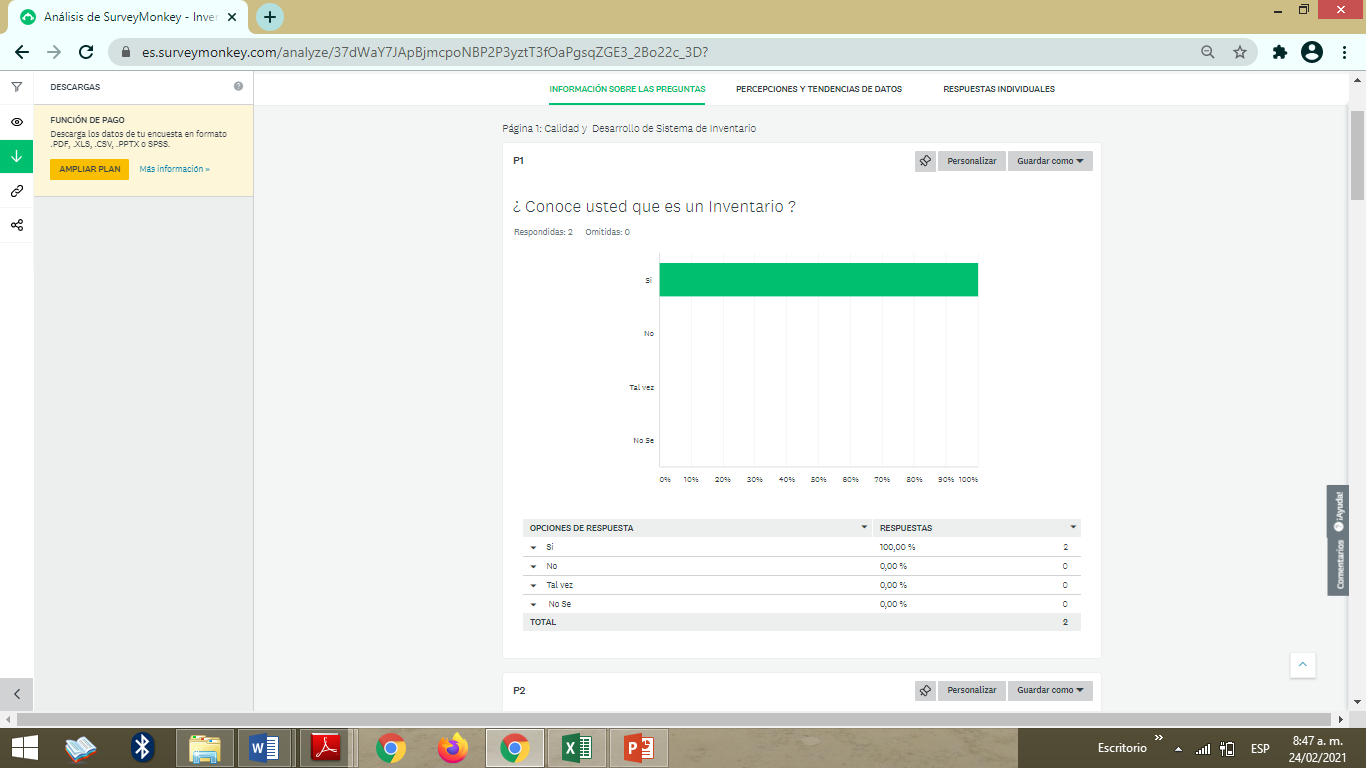 Análisis de SurveyMonkey - Inver
es.surveymonkey.com/analyze/37dWaY7JApBjmcpoNBP2P3yztT3fOaPgsqZGE3_2Bo22c_3D?
DESCARGAS
FUNCIÓN DE PAGO
Descarga los datos de tu encuesta en formato
.PDF, .XLS, .CSV, .PPTX o SPSS.
AMPLIAR PLAN Más información »
INFORMACIÓN SOBRE LAS PREGUNTAS PERCEPCIONES Y TENDENCIAS DE DATOS RESPUESTAS INDIVIDUALES
Página 1: Calidad y Desarrollo de Sistema de Inventario
P1 Personalizar Guardar como
¿ Conoce usted que es un Inventario ?
Respondidas: 2 Omitidas: 0
Sí
No
Tal vez
No Se
0% 10% 20% 30% 40% 50% 60% 70% 80% 90% 100%
OPCIONES DE RESPUESTA RESPUESTAS
Sí 100,00 % 2
No 0,00 % 0
Tal vez 0,00 % 0
No Se 0,00 % 0
TOTAL 2
P2 Personalizar Guardar como
¡Ayuda!
Comentarios
Escritorio » ESP 8:47 a. m.
24/02/2021